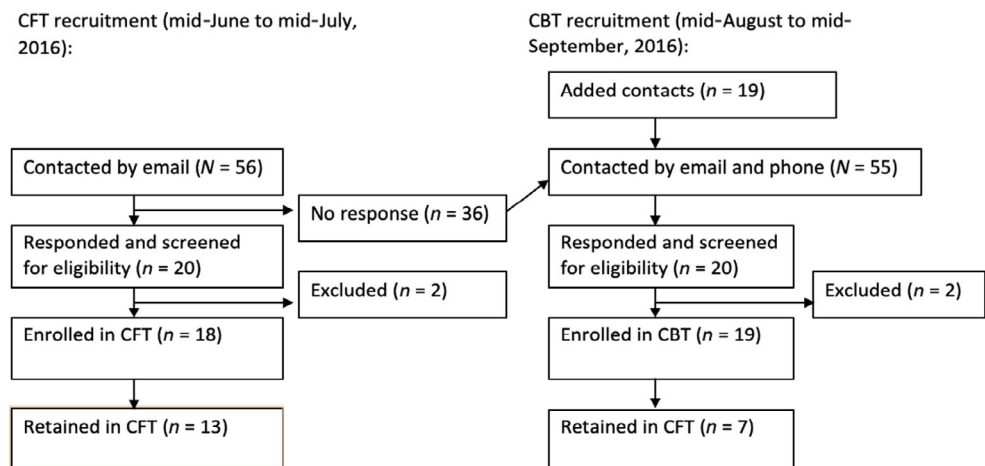 CFT recruitment (mid-June to mid-July,
2016):
Contacted by email (N = 56)
No response (n = 36)
Responded and screened
for eligibility (n = 20)
Excluded (n = 2)
Enrolled in CFT (n = 18)
Retained in CFT (n = 13)
CBT recruitment (mid-August to mid-
September, 2016):
Added contacts (n = 19)
Contacted by email and phone (N = 55)
Responded and screened
for eligibility (n = 20)
Excluded (n = 2)
Enrolled in CBT (n = 19)
Retained in CFT (n = 7)